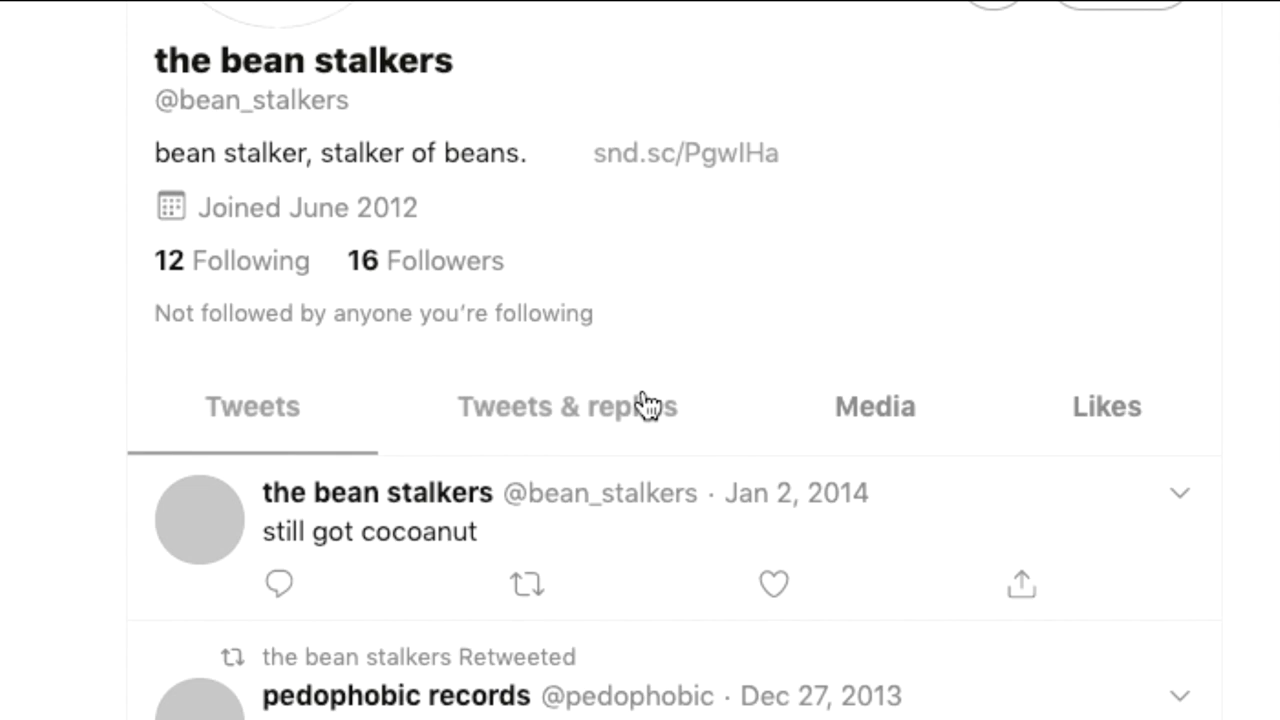 the bean stalkers
@bean_stalkers
bean stalker, stalker of beans. snd.sc/PgwIHa
Joined June 2012
12 Following 16 Followers
Not followed by anyone you’re following
Tweets Tweets & replies Media Likes
the bean stalkers @bean_stalkers · Jan 2, 2014
still got cocoanut
the bean stalkers Retweeted
pedophobic records @pedophobic · Dec 27, 2013